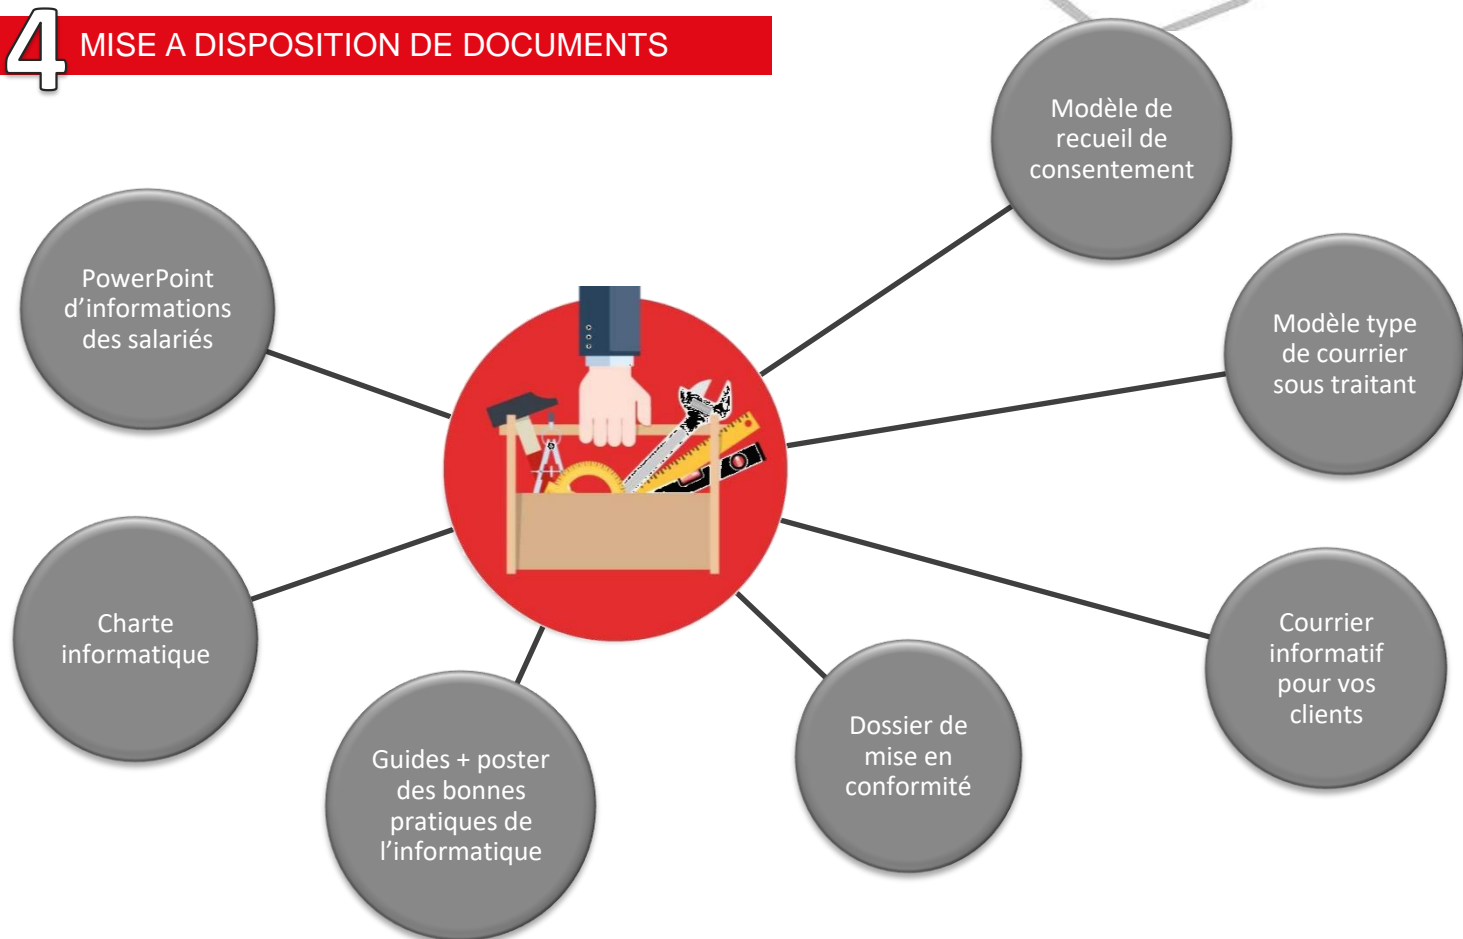 4
MISE A DISPOSITION DE DOCUMENTS
Modèle de
recueil de
consentement
PowerPoint
d’informations
des salariés
Modèle type
de courrier
sous traitant
Charte
informatique
Courrier
informatif
pour vos
clients
Guides + poster
des bonnes
pratiques de
l’informatique
Dossier de
mise en
conformité